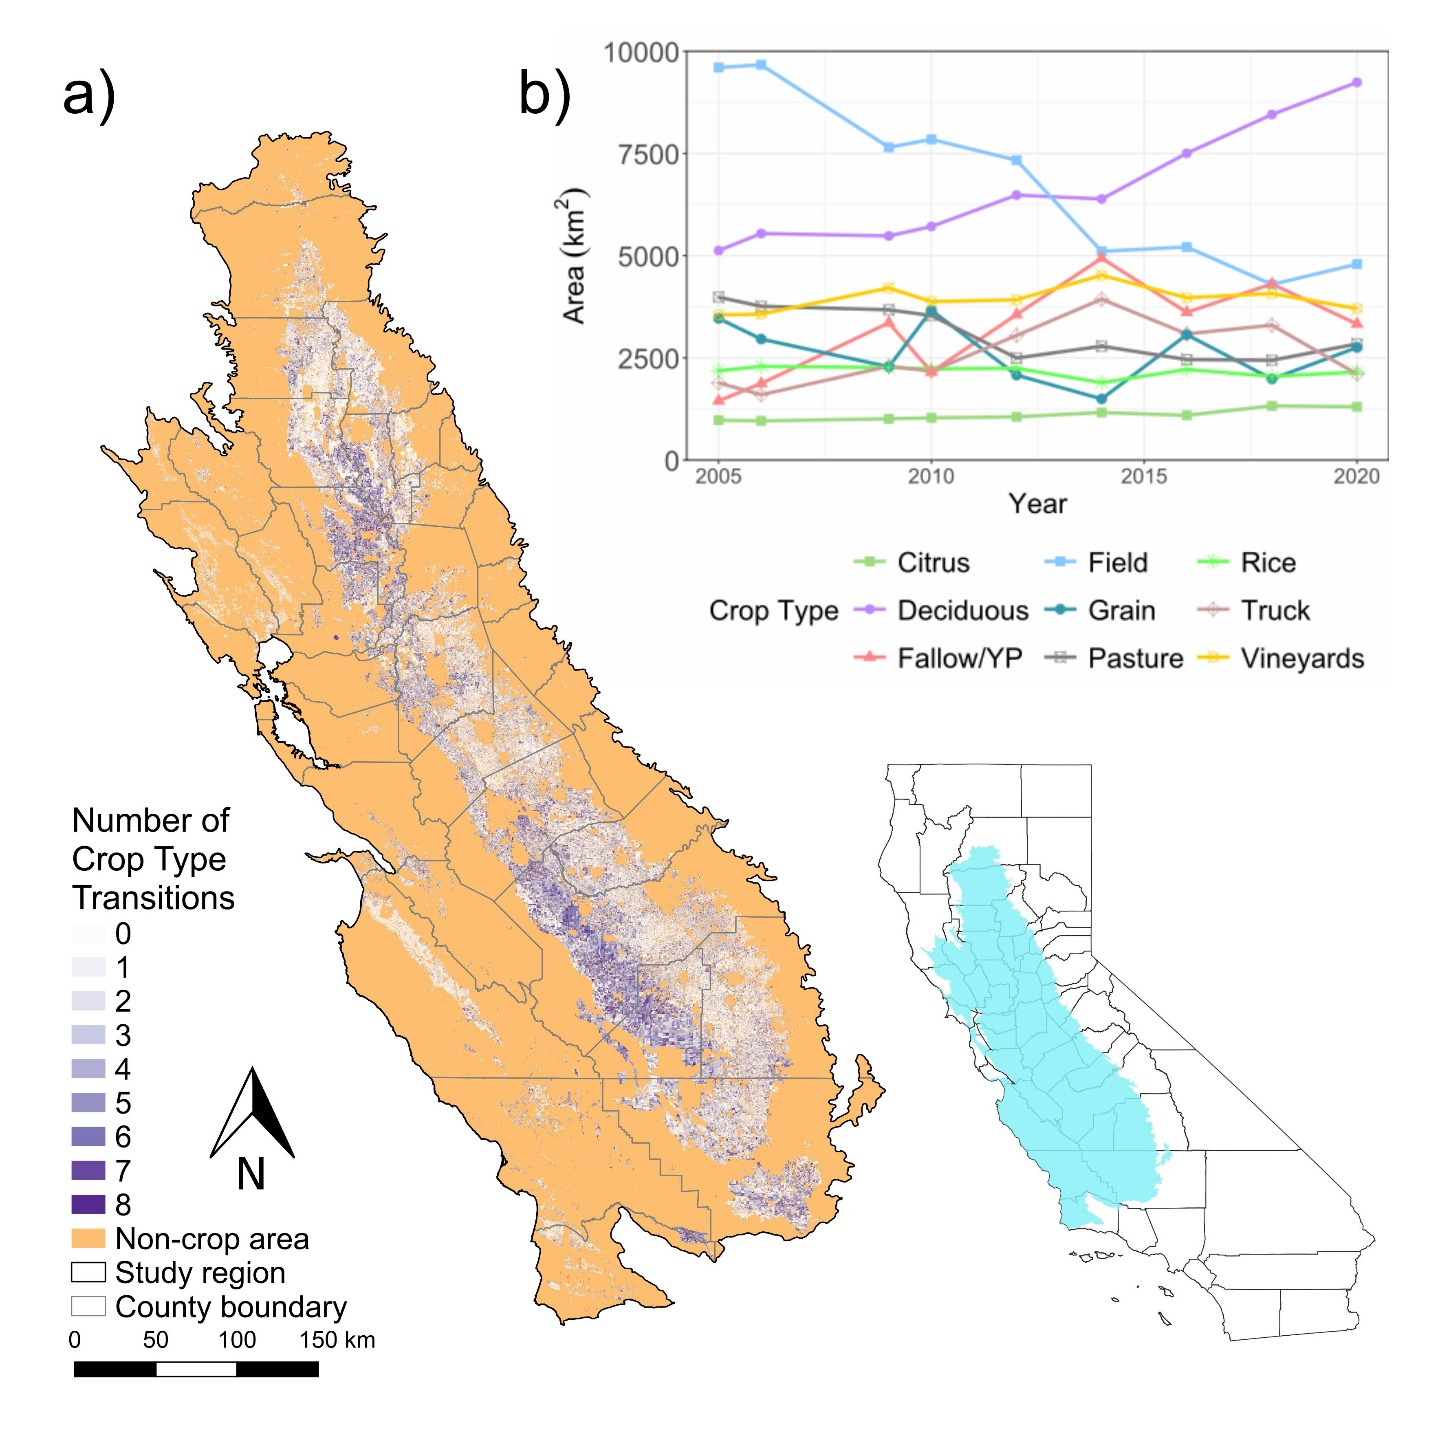 a)
b)
10000
7500
5000
2500
0
Area (km²)
2005 2010 2015 2020
Year
Crop Type
Citrus Field Rice
Deciduous Grain Truck
Fallow/YP Pasture Vineyards
Number of
Crop Type
Transitions
0
1
2
3
4
5
6
7
8
Non-crop area
Study region
County boundary
N
0 50 100 150 km